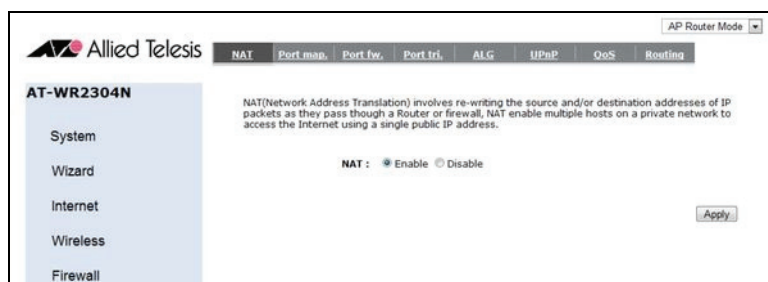 AP Router Mode
Allied Telesis
NAT Port map. Port fw. Port tri. ALG UPnP QoS Routing
AT-WR2304N
System
Wizard
Internet
Wireless
Firewall
NAT(Network Address Translation) involves re-writing the source and/or destination addresses of IP
packets as they pass though a Router or firewall, NAT enable multiple hosts on a private network to
access the Internet using a single public IP address.
NAT : Enable Disable
Apply